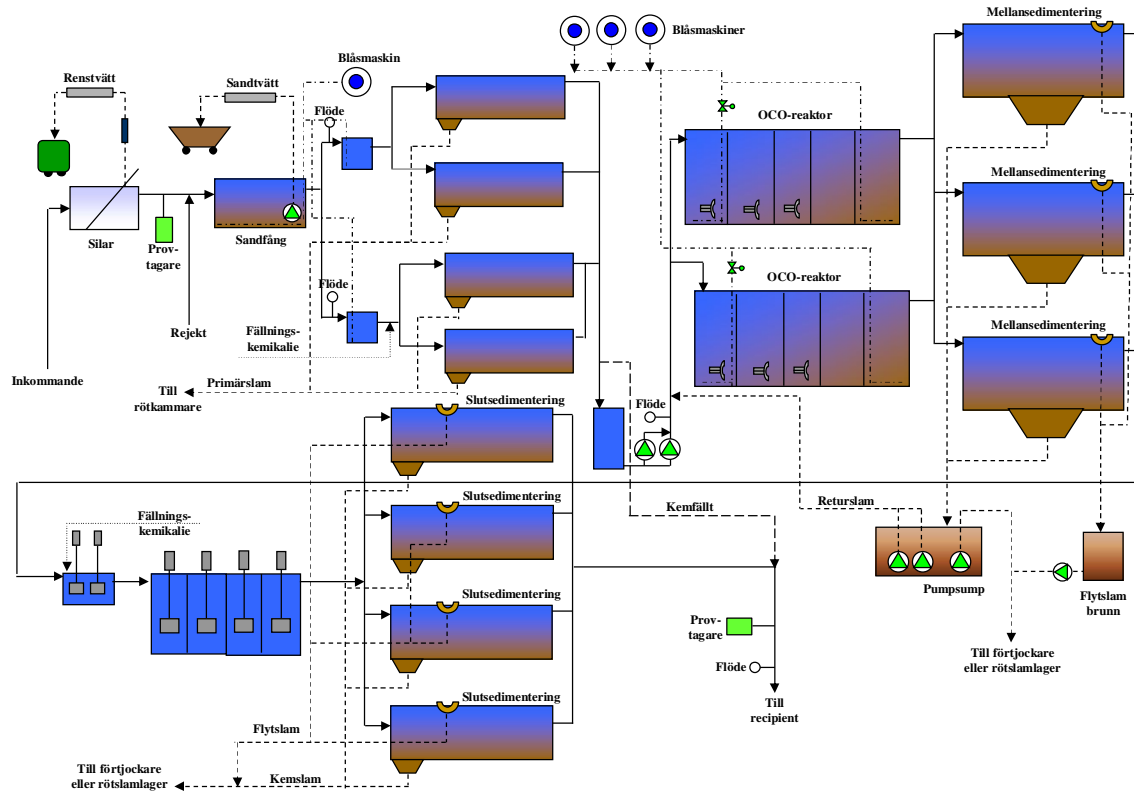 Mellansedimentering
Blåsmaskiner
Blåsmaskin
Renstvätt
Sandtvätt
Flöde
OCO-reaktor
Mellansedimentering
Silar
Prov-
tagare
Sandfång
Flöde
OCO-reaktor
Rejekt
Fällnings-
kemikalie
Mellansedimentering
Inkommande
Till
rötkammare
Primärslam
Slutsedimentering
Flöde
Slutsedimentering
Returslam
Kemfällt
Fällnings-
kemikalie
Pumpsump
Flytslam
brunn
Slutsedimentering
Prov-
tagare
Till förtjockare
eller rötslamlager
Flöde
Slutsedimentering
Till
recipient
Flytslam
Till förtjockare
eller rötslamlager
Kemslam